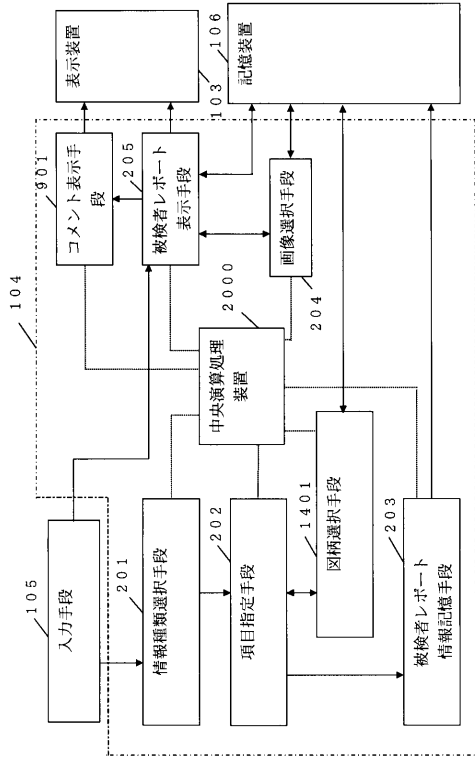 105
入力手段
104
901
コメント表示手
段
表示装置
103
201
情報種類選択手段
205
被検者レポート
表示手段
106
記憶装置
202
項目指定手段
2000
中央演算処理
装置
画像選択手段
204
1401
図柄選択手段
203
被検者レポート
情報記憶手段